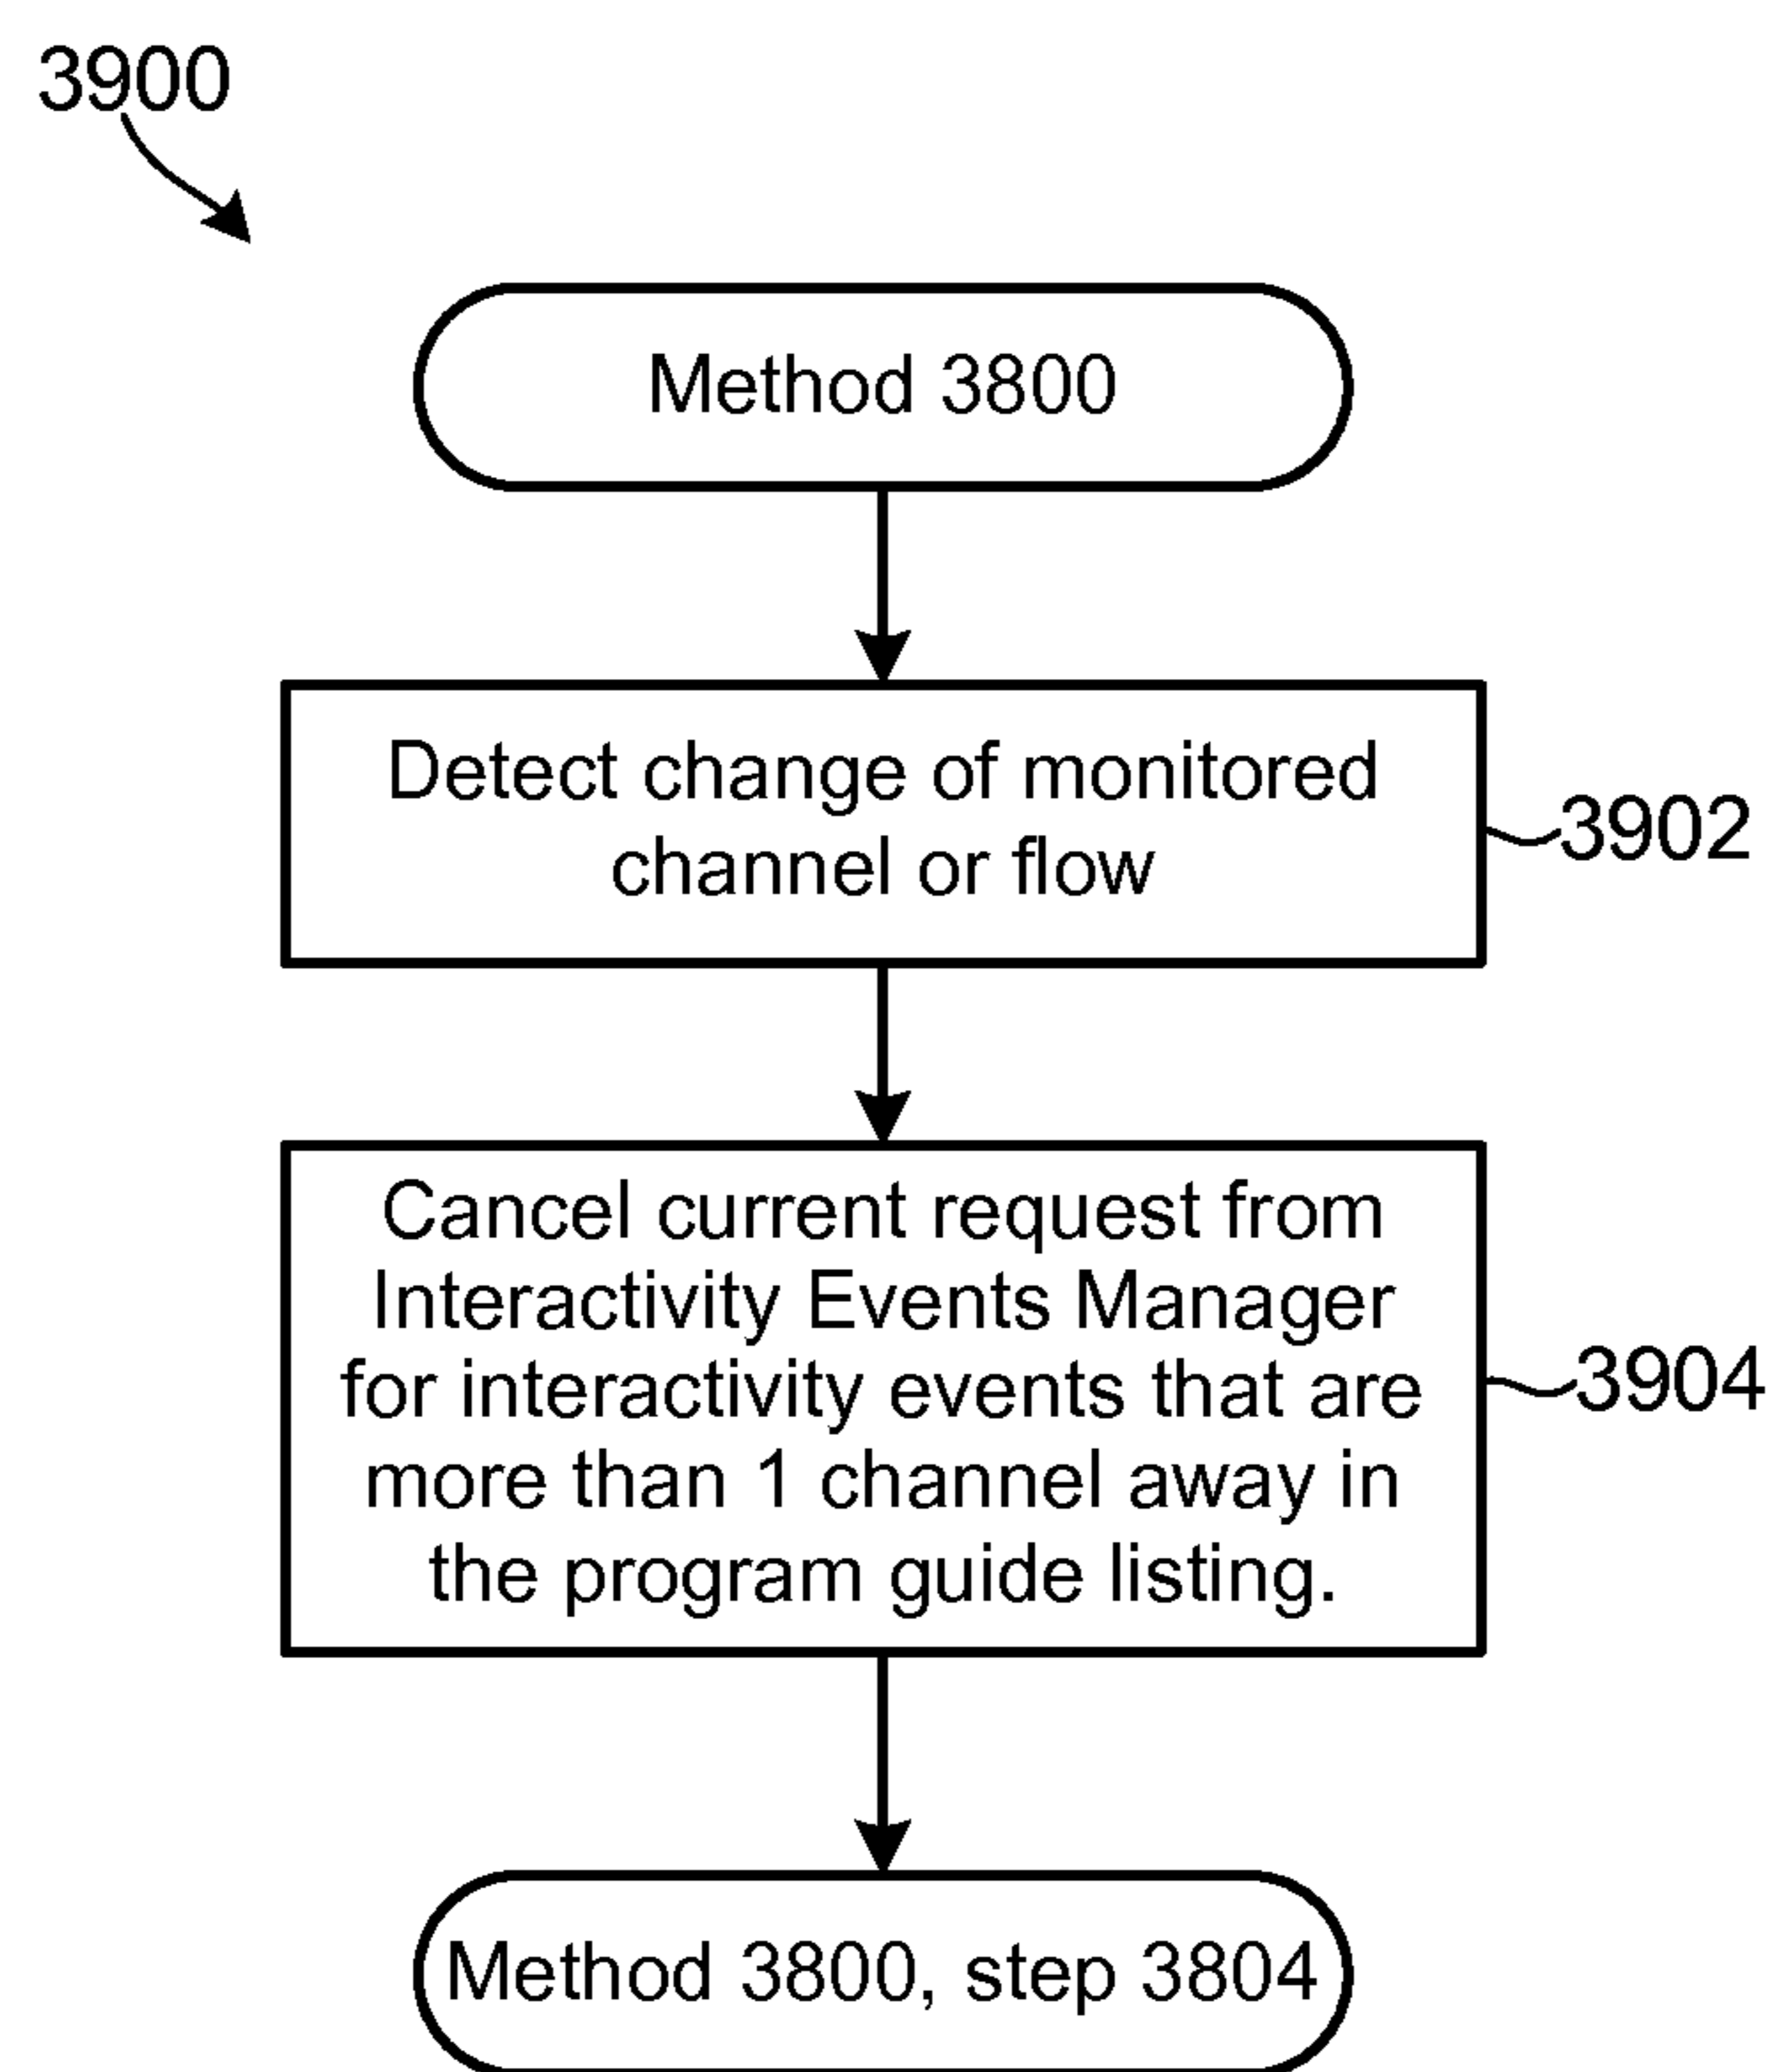 3900
Method 3800
Detect change of monitored
channel or flow
3902
Cancel current request from
Interactivity Events Manager
for interactivity events that are
more than 1 channel away in
the program guide listing.
3904
Method 3800, step 3804